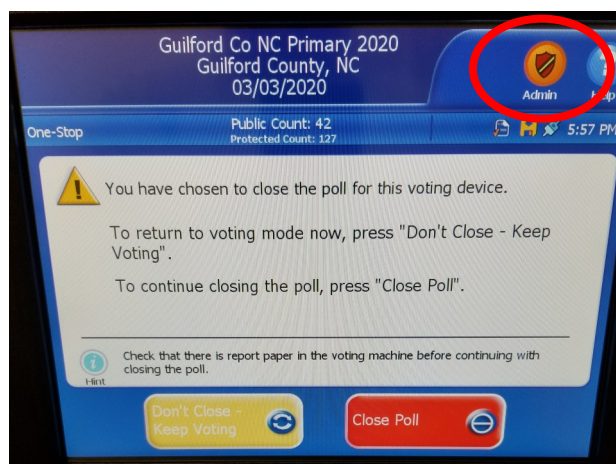 Guilford Co NC Primary 2020
Guilford County, NC
03/03/2020
Admin
Help
One-Stop
Public Count: 42
Protected Count: 127
5:57 PM
You have chosen to close the poll for this voting device.
To return to voting mode now, press "Don't Close - Keep
Voting".
To continue closing the poll, press "Close Poll".
Check that there is report paper in the voting machine before continuing with
closing the poll.
Hint
Don't Close -
Keep Voting
Close Poll